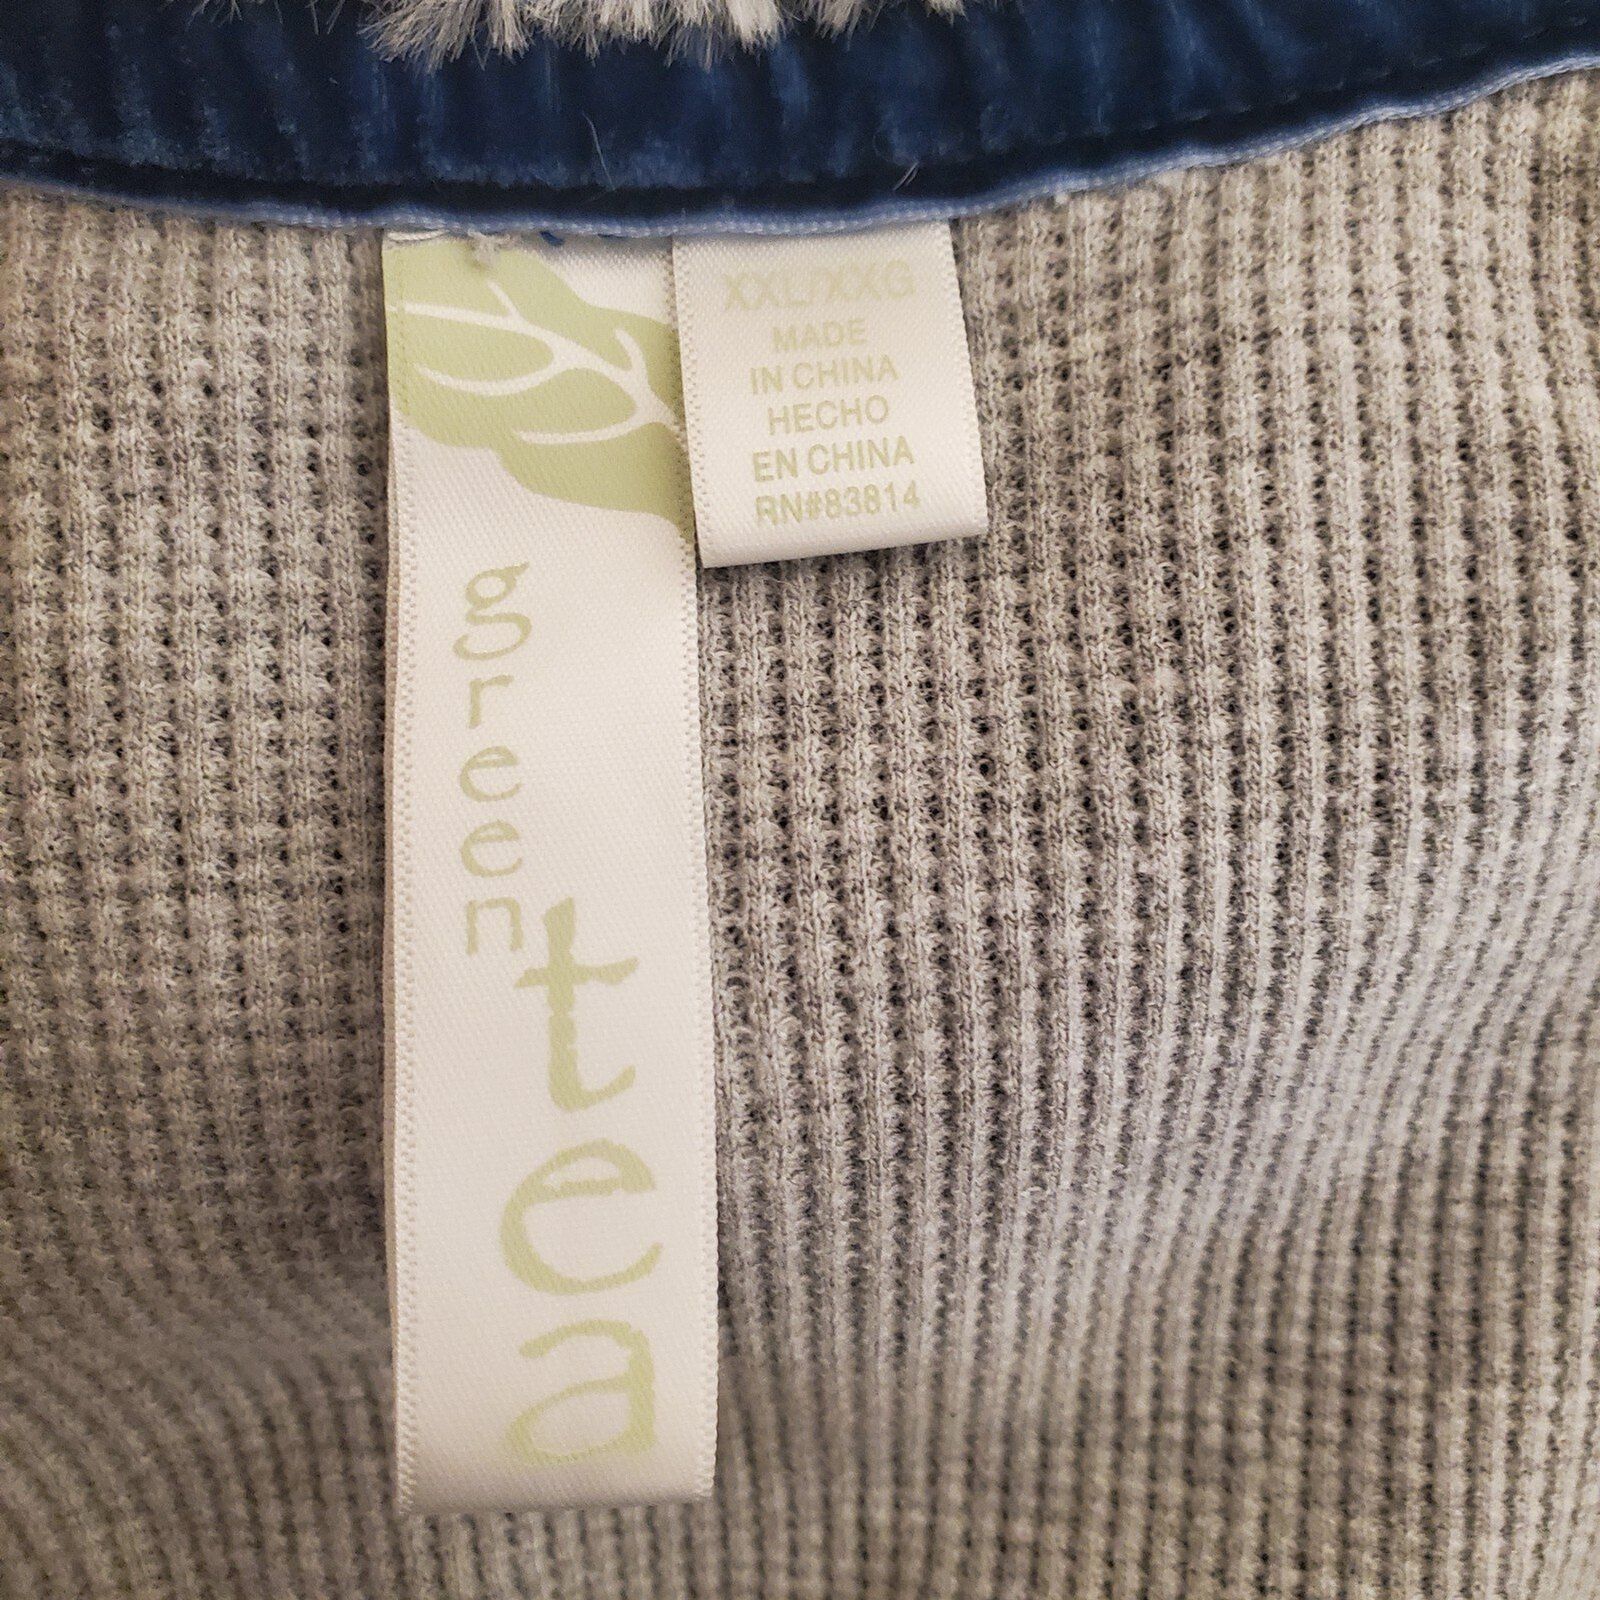 green
tea
XXL/XXG
MADE
IN CHINA
HECHO
EN CHINA
RN#83814